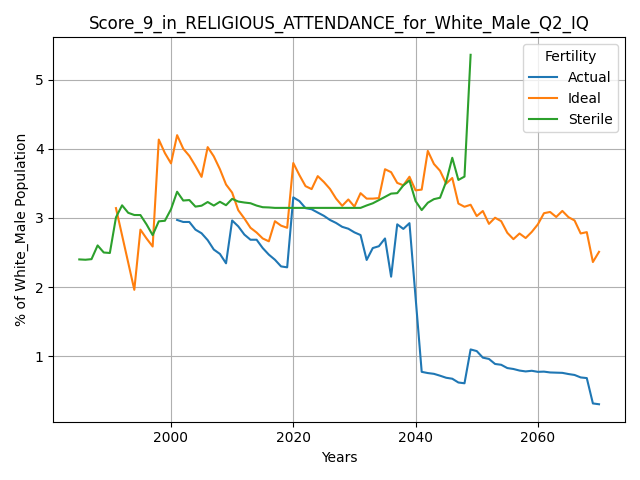 Score_9_in_RELIGIOUS_ATTENDANCE_for_White_Male_Q2_IQ
Fertility
Actual
Ideal
Sterile
% of White_Male Population
5
4
3
2
1
2000 2020 2040 2060
Years